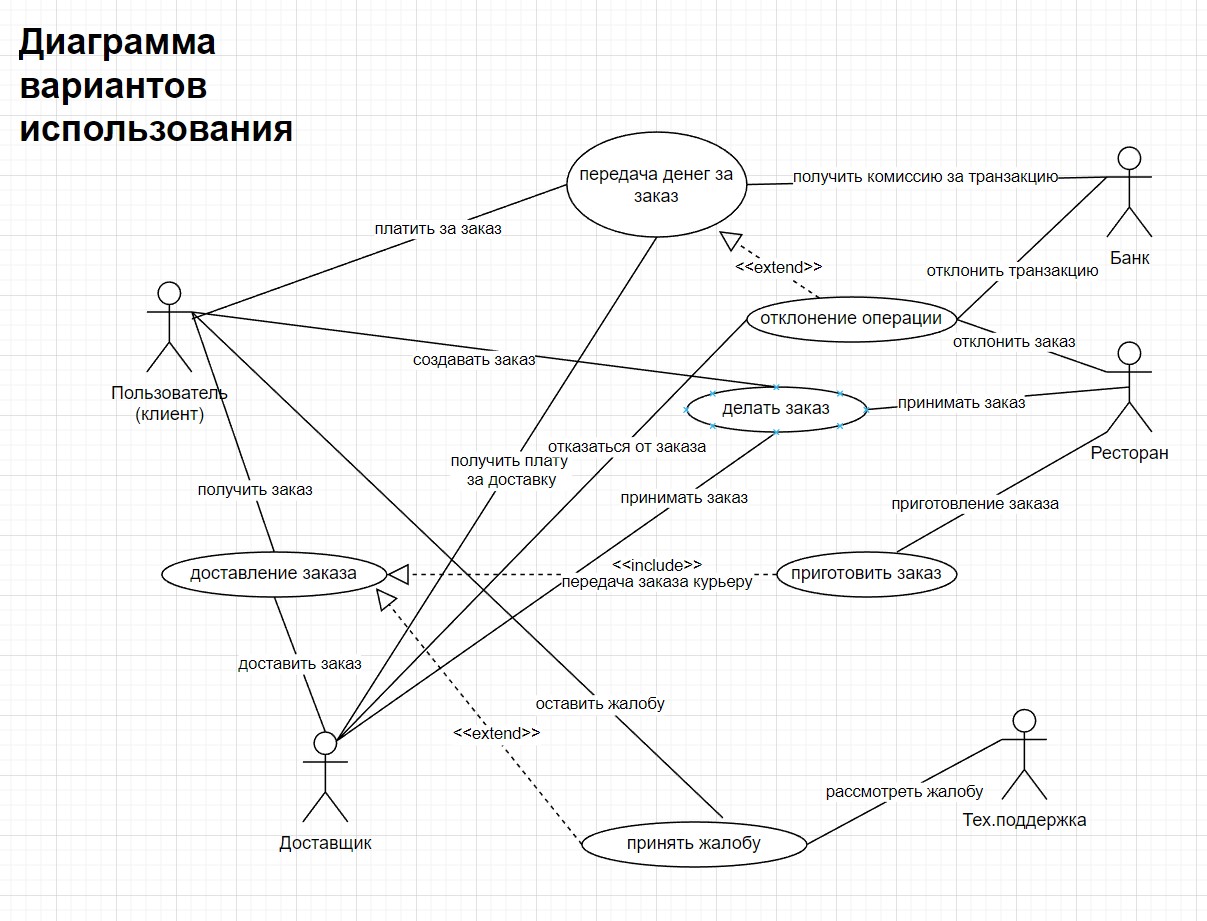 Диаграмма
вариантов
использования
передача денег за
заказ
получить комиссию за транзакцию
платить за заказ
Банк
<<extend>>
отклонить транзакцию
отклонение операции
отклонить заказ
создавать заказ
Пользователь
(клиент)
делать заказ
принимать заказ
отказаться от заказа
Ресторан
получить плату
за доставку
получить заказ
принимать заказ
приготовление заказа
<<include>>
передача заказа курьеру
доставление заказа
приготовить заказ
доставить заказ
оставить жалобу
<<extend>>
рассмотреть жалобу
Тех.поддержка
Доставщик
принять жалобу